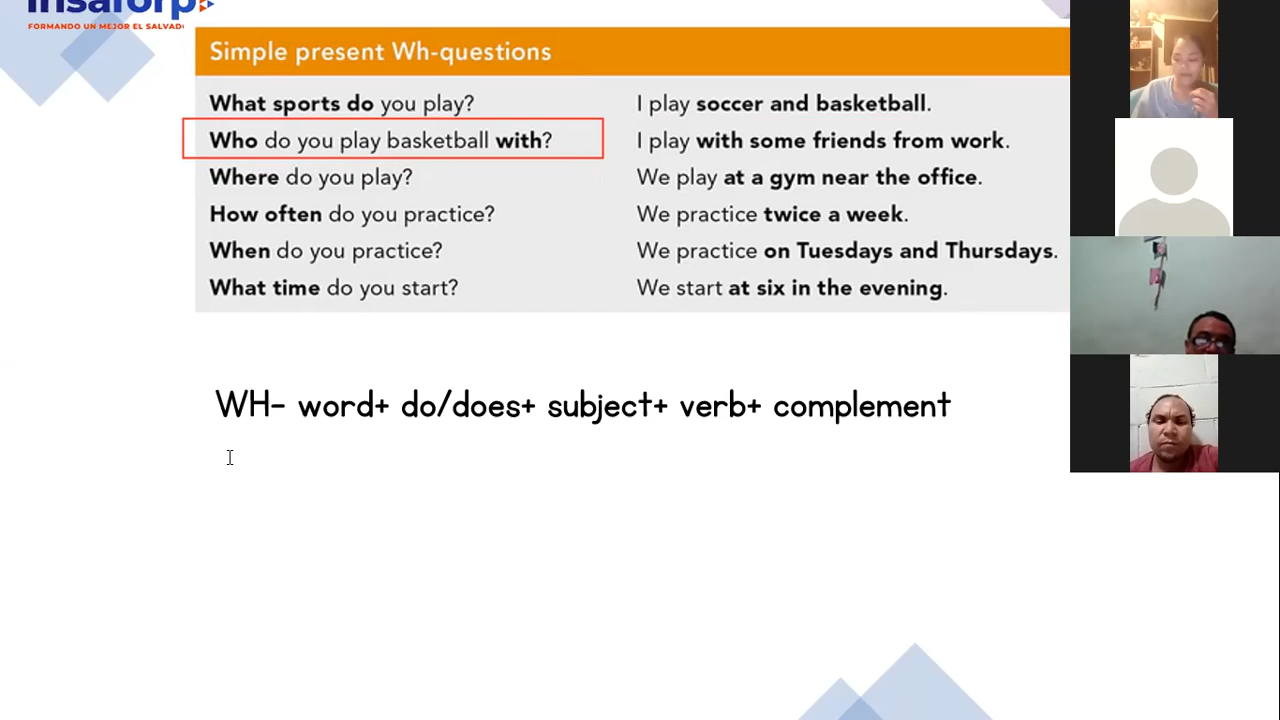 insaforp
FORMANDO UN MEJOR EL SALVADOR
Simple present Wh-questions
What sports do you play? I play soccer and basketball.
Who do you play basketball with? I play with some friends from work.
Where do you play? We play at a gym near the office.
How often do you practice? We practice twice a week.
When do you practice? We practice on Tuesdays and Thursdays.
What time do you start? We start at six in the evening.
WH- word+ do/does+ subject+ verb+ complement